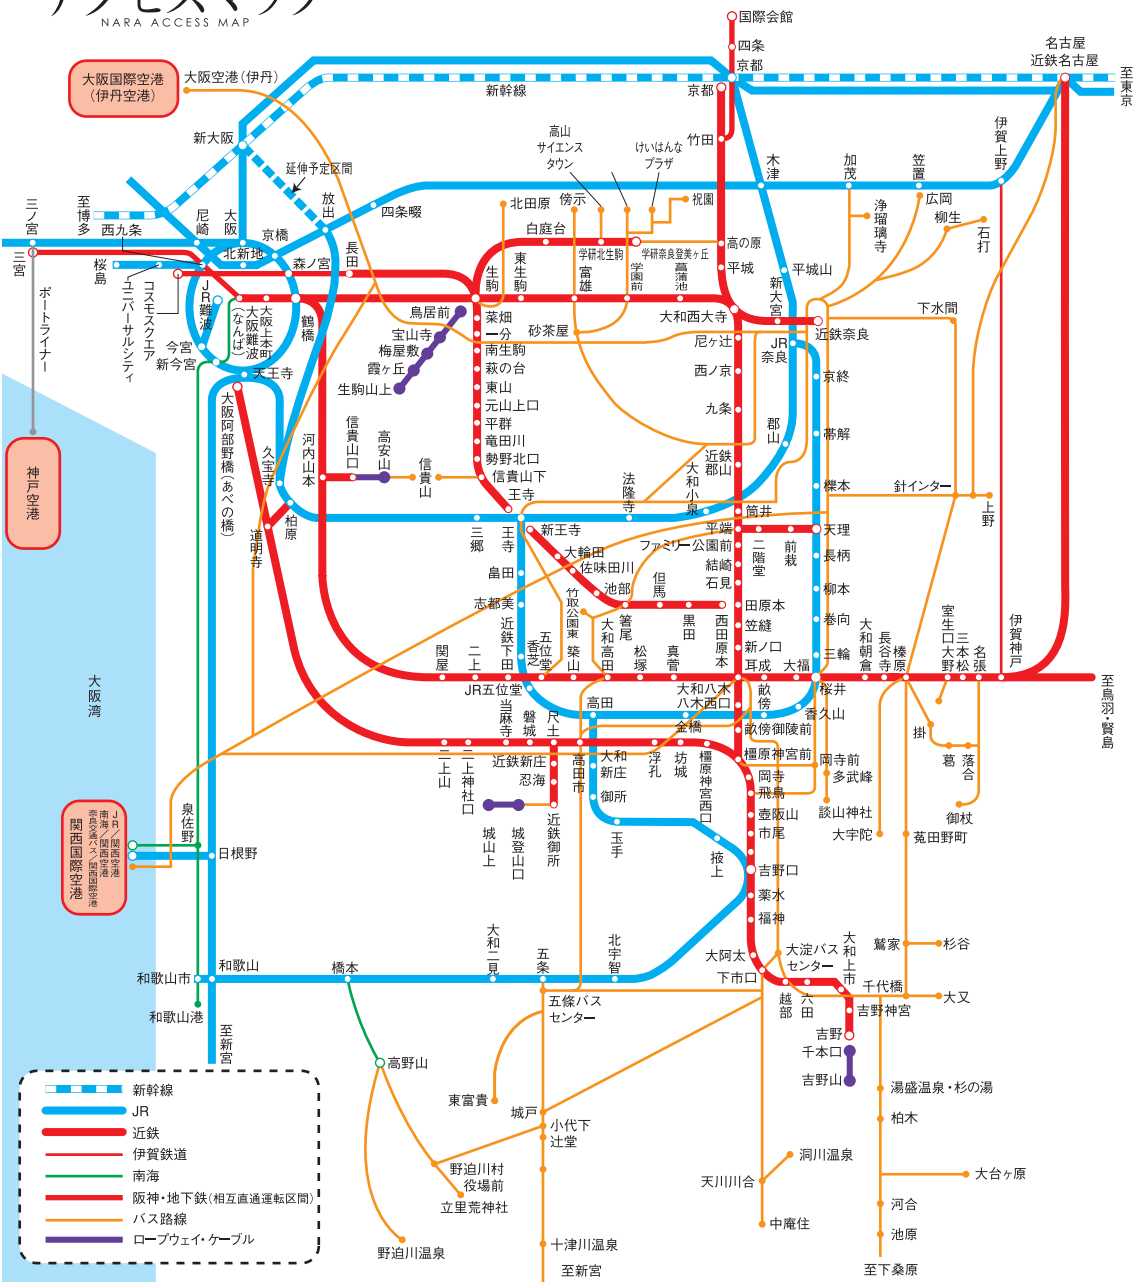 アクセスマップ
NARA ACCESS MAP
国際会館
四条
京都
名古屋
近鉄名古屋
至東京
大阪国際空港
(伊丹空港)
大阪空港(伊丹)
新幹線
京都
新大阪
竹田
伊賀上野
延伸予定区間
高山
サイエンス
タウン
けいはんな
プラザ
木津
加茂
笠置
三ノ宮
至博多
西九条
尼崎
大阪
京橋
放出
四条畷
北田原
傍示
祝園
広岡
浄瑠璃寺
柳生
石打
三宮
桜島
北新地
森ノ宮
長田
白庭台
学研北生駒
学研奈良登美ヶ丘
高の原
ユニバーサルシティ
コスモスクエア
JR難波
生駒
東生駒
富雄
学園前
菖蒲池
平城
平城山
新大宮
ポートライナー
大阪難波
(なんば)
大阪上本町
鶴橋
鳥居前
宝山寺
梅屋敷
霞ヶ丘
生駒山上
菜畑
一分
南生駒
萩の台
東山
元山上口
平群
竜田川
勢野北口
信貴山下
王寺
砂茶屋
大和西大寺
近鉄奈良
下水間
今宮
新今宮
天王寺
尼ヶ辻
JR
奈良
西ノ京
京終
九条
郡山
帯解
大阪阿部野橋(あべの橋)
久宝寺
河内山本
信貴山口
高安山
信貴山
近鉄
郡山
大和小泉
法隆寺
櫟本
針インター
上野
神戸空港
道明寺
柏原
三郷
王寺
新王寺
筒井
平端
二階堂
前栽
天理
大輪田
佐味田川
ファミリー公園前
結崎
石見
長柄
畠田
池部
但馬
志都美
竹取公園東
箸尾
黒田
西田原本
田原本
柳本
笠縫
巻向
近鉄下田
香芝
五位堂
築山
大和高田
松塚
真菅
新ノ口
三輪
大和朝倉
長谷寺
榛原
室生口大野
三本松
名張
伊賀神戸
関屋
二上
耳成
大福
桜井
至鳥羽・賢島
大阪湾
JR五位堂
高田
大和八木
八木西口
畝傍
香久山
当麻寺
磐城
尺土
金橋
畝傍御陵前
掛
二上山
二上神社口
近鉄新庄
忍海
高田市
大和
新庄
浮孔
坊城
橿原神宮西口
橿原神宮前
岡寺前
多武峰
葛
落合
岡寺
飛鳥
談山神社
御杖
御所
城山上
城登山口
近鉄御所
壺阪山
市尾
大宇陀
菟田野町
泉佐野
JR/関西空港
南海/関西空港
奈良交通バス/関西国際空港
関西国際空港
日根野
玉手
掖上
吉野口
薬水
福神
大和二見
五条
北宇智
大阿太
下市口
大淀バス
センター
大和上市
鷲家
杉谷
和歌山市
和歌山
橋本
千代橋
大又
越部
六田
吉野神宮
和歌山港
五條バス
センター
至新宮
吉野
千本口
吉野山
高野山
東富貴
城戸
小代下
辻堂
湯盛温泉・杉の湯
柏木
新幹線
JR
近鉄
伊賀鉄道
南海
阪神・地下鉄(相互直通運転区間)
バス路線
ロープウェイ・ケーブル
野迫川村
役場前
立里荒神社
野迫川温泉
洞川温泉
天川川合
中庵住
大台ヶ原
河合
池原
十津川温泉
至新宮
至下桑原